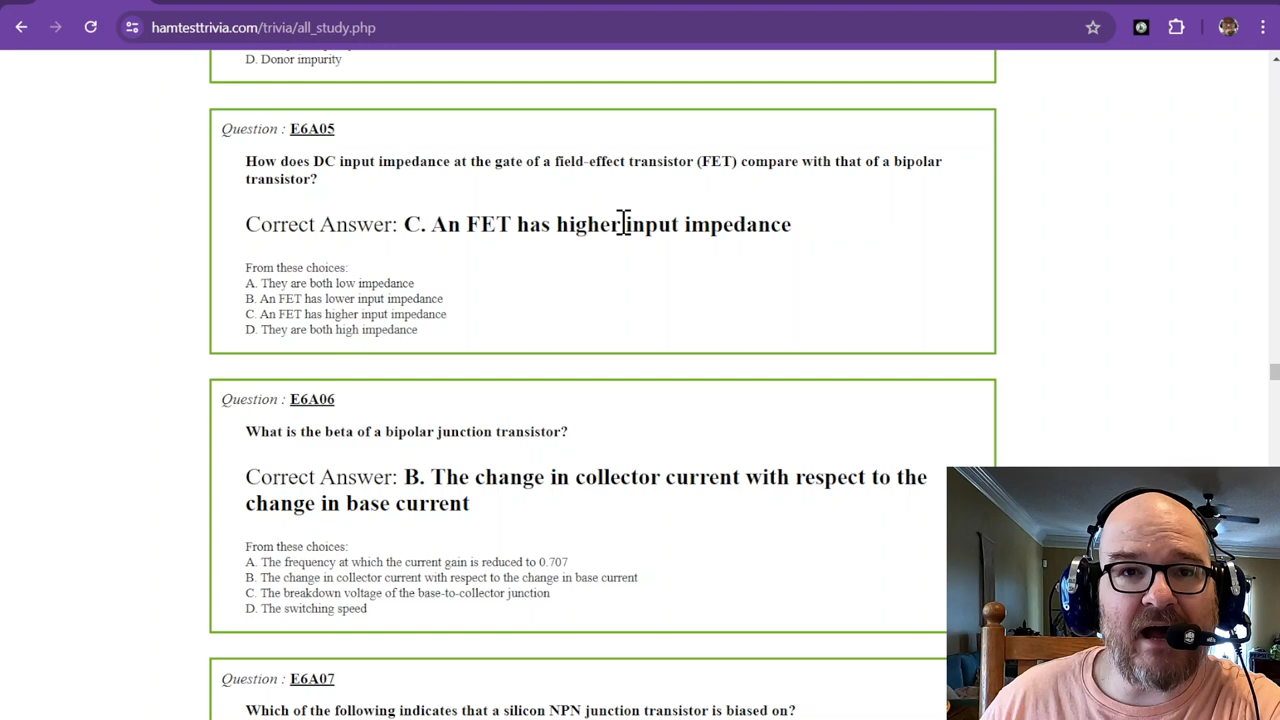 hamtesttrivia.com/trivia/all_study.php
D. Donor impurity
Question : E6A05
How does DC input impedance at the gate of a field-effect transistor (FET) compare with that of a bipolar
transistor?
Correct Answer: C. An FET has higher input impedance
From these choices:
A. They are both low impedance
B. An FET has lower input impedance
C. An FET has higher input impedance
D. They are both high impedance
Question : E6A06
What is the beta of a bipolar junction transistor?
Correct Answer: B. The change in collector current with respect to the
change in base current
From these choices:
A. The frequency at which the current gain is reduced to 0.707
B. The change in collector current with respect to the change in base current
C. The breakdown voltage of the base-to-collector junction
D. The switching speed
Question : E6A07
Which of the following indicates that a silicon NPN junction transistor is biased on?